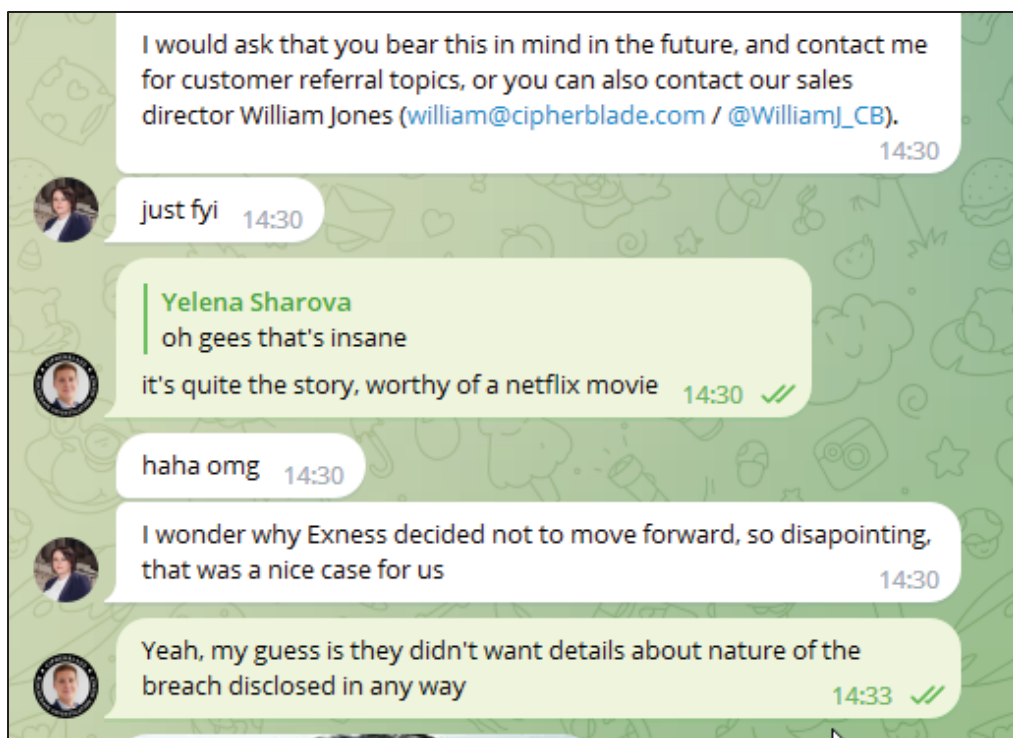 I would ask that you bear this in mind in the future, and contact me
for customer referral topics, or you can also contact our sales
director William Jones (william@cipherblade.com / @WilliamJ_CB).
14:30
just fyi 14:30
Yelena Sharova
oh gees that's insane
it's quite the story, worthy of a netflix movie 14:30
haha omg 14:30
I wonder why Exness decided not to move forward, so disapointing,
that was a nice case for us 14:30
Yeah, my guess is they didn't want details about nature of the
breach disclosed in any way 14:33